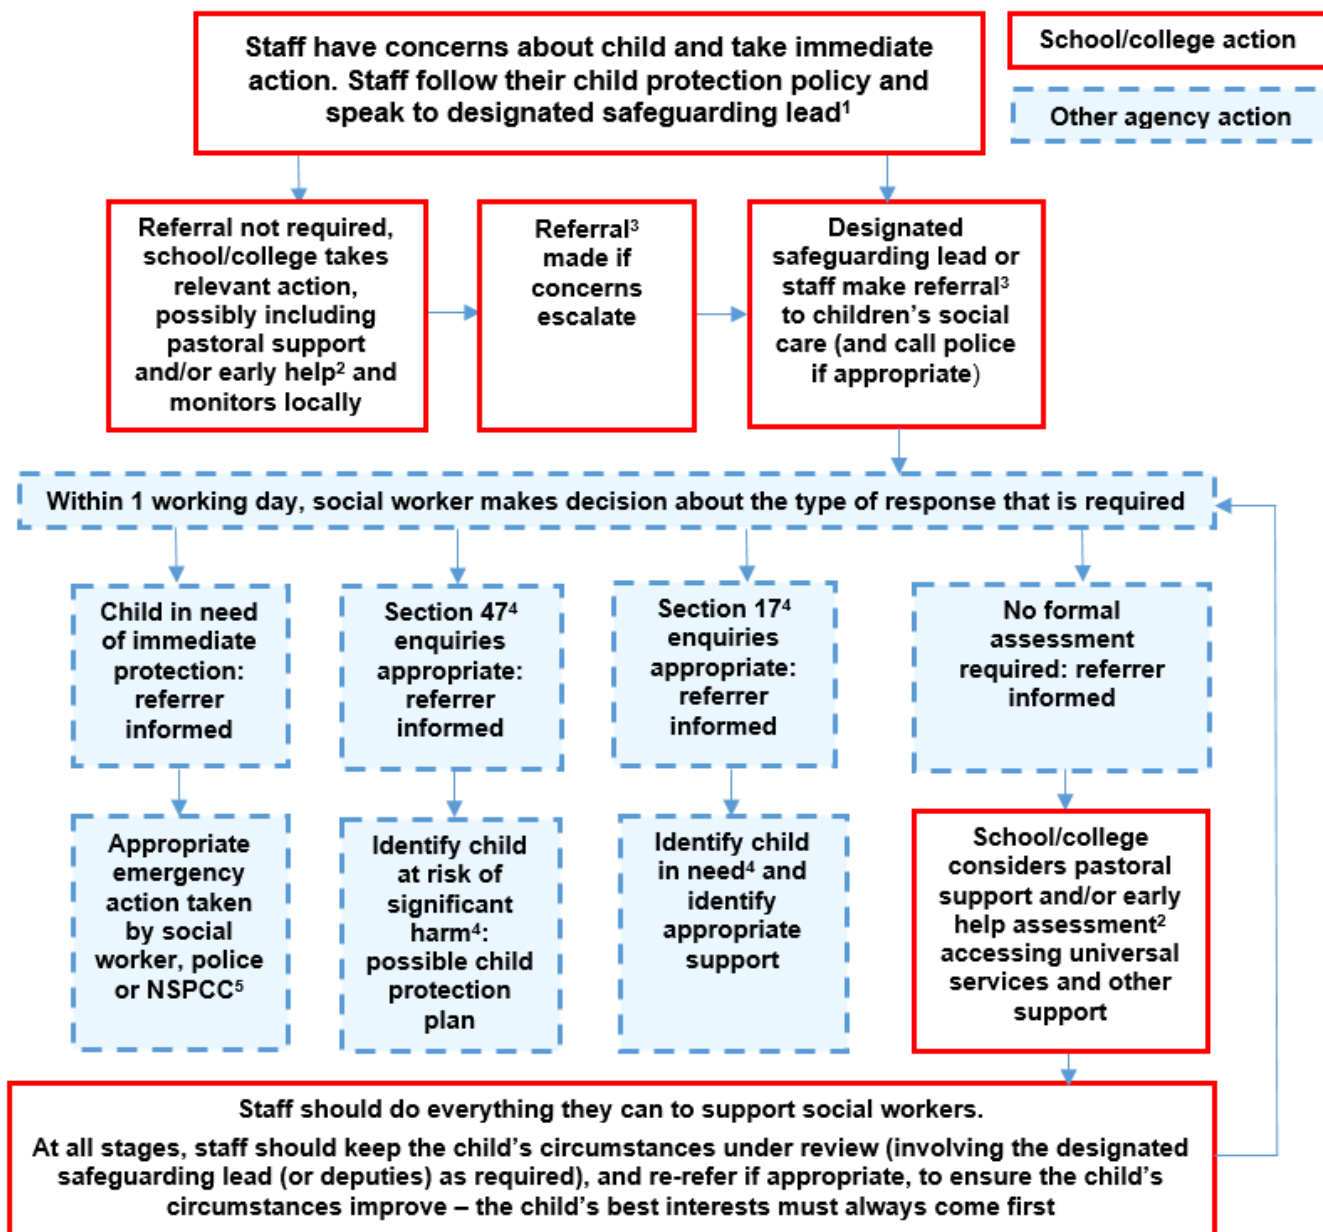 Staff have concerns about child and take immediate
action. Staff follow their child protection policy and
speak to designated safeguarding lead¹
School/college action
Other agency action
Referral not required,
school/college takes
relevant action,
possibly including
pastoral support
and/or early help² and
monitors locally
Referral³
made if
concerns
escalate
Designated
safeguarding lead or
staff make referral³
to children’s social
care (and call police
if appropriate)
Within 1 working day, social worker makes decision about the type of response that is required
Child in need
of immediate
protection:
referrer
informed
Section 47⁴
enquiries
appropriate:
referrer
informed
Section 17⁴
enquiries
appropriate:
referrer
informed
No formal
assessment
required: referrer
informed
Appropriate
emergency
action taken
by social
worker, police
or NSPCC⁵
Identify child
at risk of
significant
harm⁴:
possible child
protection
plan
Identify child
in need⁴ and
identify
appropriate
support
School/college
considers pastoral
support and/or early
help assessment²
accessing universal
services and other
support
Staff should do everything they can to support social workers.
At all stages, staff should keep the child’s circumstances under review (involving the designated
safeguarding lead (or deputies) as required), and re-refer if appropriate, to ensure the child’s
circumstances improve – the child’s best interests must always come first